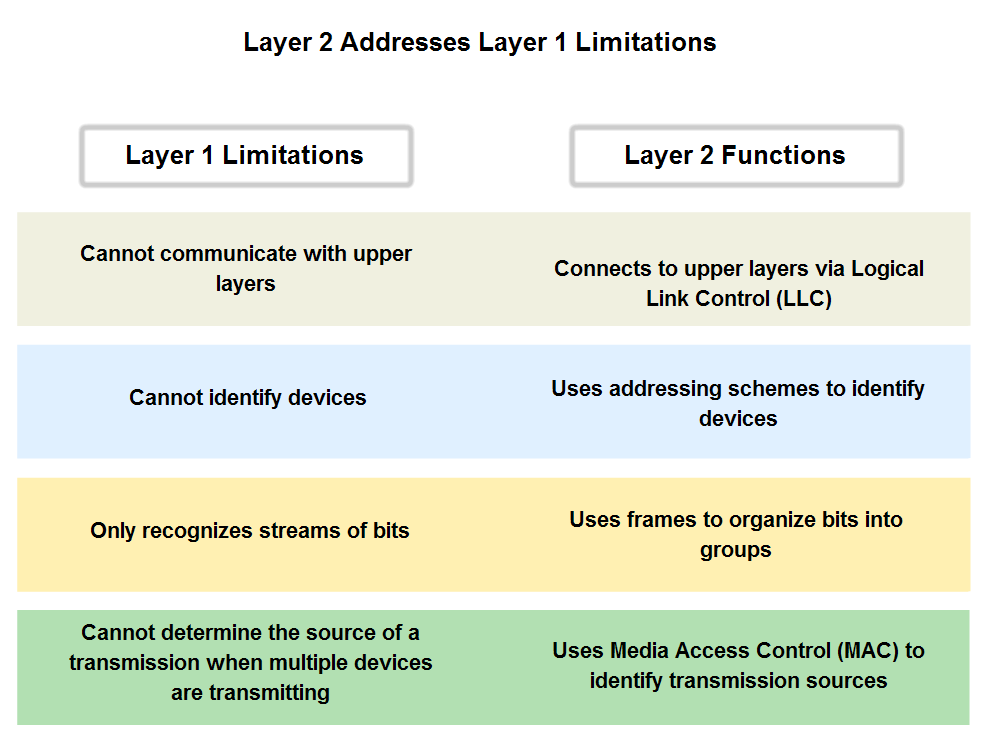 Layer 2 Addresses Layer 1 Limitations
Layer 1 Limitations
Layer 2 Functions
Cannot communicate with upper
layers
Connects to upper layers via Logical
Link Control (LLC)
Cannot identify devices
Uses addressing schemes to identify
devices
Only recognizes streams of bits
Uses frames to organize bits into
groups
Cannot determine the source of a
transmission when multiple devices
are transmitting
Uses Media Access Control (MAC) to
identify transmission sources